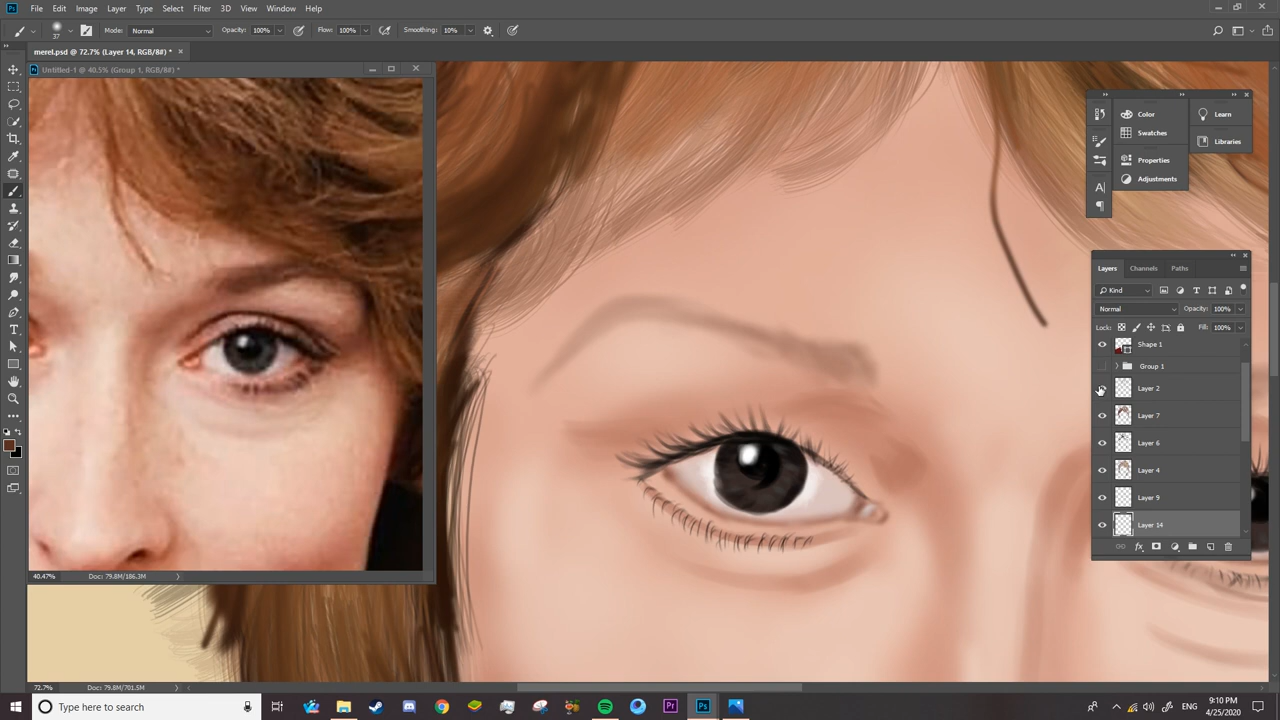 Ps File Edit Image Layer Type Select Filter 3D View Window Help
37 Mode: Normal Opacity: 100% Flow: 100% Smoothing: 10%
merel.psd @ 72.7% (Layer 14, RGB/8#) *
Untitled-1 @ 40.5% (Group 1, RGB/8#) *
Color
Learn
Swatches
Libraries
Properties
Adjustments
Layers Channels Paths
Kind
Normal Opacity: 100%
Lock: Fill: 100%
Shape 1
Group 1
Layer 2
Layer 7
Layer 6
Layer 4
Layer 9
Layer 14
40.47% Doc: 79.8M/186.3M
72.7% Doc: 79.8M/701.5M
Type here to search
Pr
Ps
9:10 PM
4/25/2020